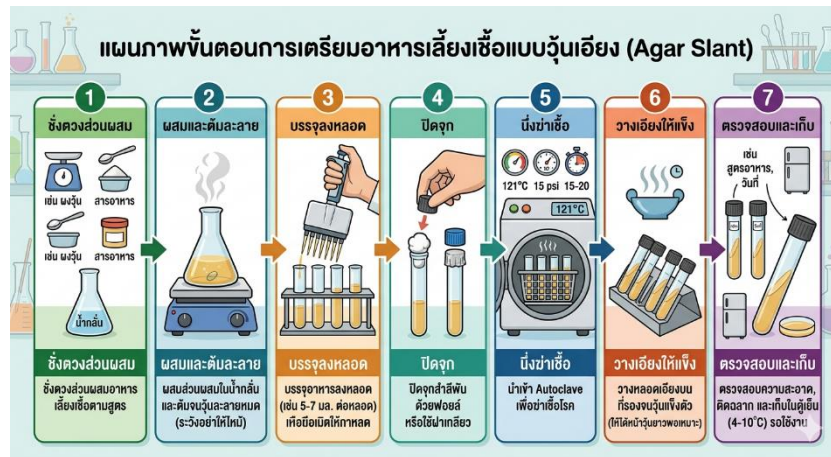 แผนภาพขั้นตอนการเตรียมอาหารเลี้ยงเชื้อแบบวุ้นเอียง (Agar Slant)
1
ชั่งตวงส่วนผสม
เช่น ผงวุ้น สารอาหาร
เช่น ผงวุ้น สารอาหาร
น้ำกลั่น
ชั่งตวงส่วนผสม
ชั่งตวงส่วนผสมอาหาร
เลี้ยงเชื้อตามสูตร
2
ผสมและต้มละลาย
ผสมและต้มละลาย
ผสมส่วนผสมในน้ำกลั่น
และต้มจนวุ้นละลายหมด
(ระวังอย่าให้ไหม้)
3
บรรจุลงหลอด
บรรจุลงหลอด
บรรจุอาหารลงหลอด
(เช่น 5-7 มล. ต่อหลอด)
เหือยือเมิดให้กาหลด
4
ปิดจุก
ปิดจุก
ปิดจุกสำลีพัน
ด้วยฟอยล์
หรือใช้ฝาเกลียว
5
นึ่งฆ่าเชื้อ
121°C 15 psi 15-20
121°C
นึ่งฆ่าเชื้อ
นำเข้า Autoclave
เพื่อฆ่าเชื้อโรค
6
วางเอียงให้แข็ง
วางเอียงให้แข็ง
วางหลอดเอียงบน
ที่รองจนวุ้นแข็งตัว
(ให้ได้หน้าวุ้นยาวพอเหมาะ)
7
ตรวจสอบและเก็บ
เช่น
สูตรอาหาร,
วันที่
ตรวจสอบและเก็บ
ตรวจสอบความสะอาด,
ติดฉลาก และเก็บในตู้เย็น
(4-10°C) รอใช้งาน